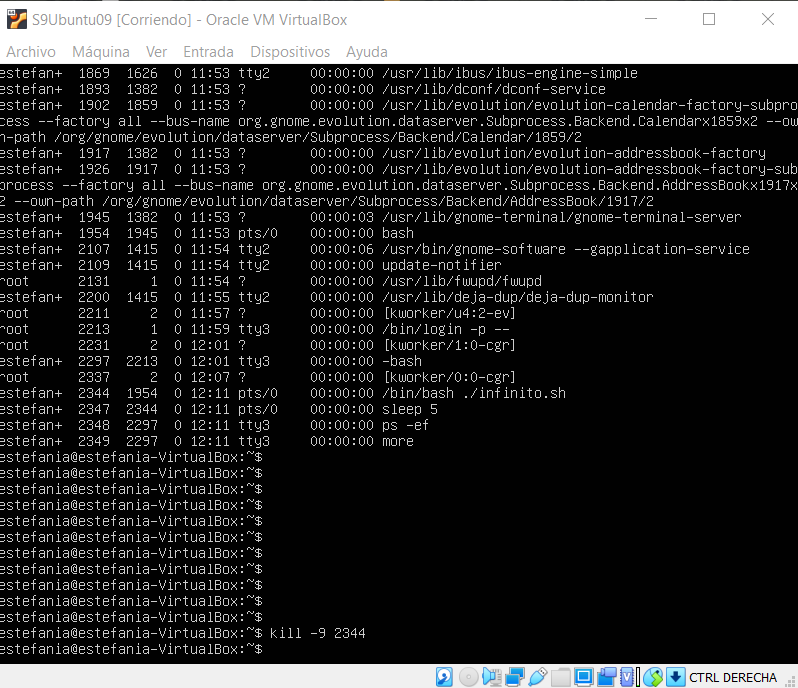 S9Ubuntu09 [Corriendo] - Oracle VM VirtualBox
Archivo Máquina Ver Entrada Dispositivos Ayuda
estefan+ 1869 1626 0 11:53 tty2 00:00:00 /usr/lib/ibus/ibus-engine-simple
estefan+ 1893 1382 0 11:53 ? 00:00:00 /usr/lib/dconf/dconf-service
estefan+ 1902 1859 0 11:53 ? 00:00:00 /usr/lib/evolution/evolution-calendar-factory-subpro
cess --factory all --bus-name org.gnome.evolution.dataserver.Subprocess.Backend.Calendarx1859x2 --ow
n-path /org/gnome/evolution/dataserver/Subprocess/Backend/Calendar/1859/2
estefan+ 1917 1382 0 11:53 ? 00:00:00 /usr/lib/evolution/evolution-addressbook-factory
estefan+ 1926 1917 0 11:53 ? 00:00:00 /usr/lib/evolution/evolution-addressbook-factory-sub
process --factory all --bus-name org.gnome.evolution.dataserver.Subprocess.Backend.AddressBookx1917x
2 --own-path /org/gnome/evolution/dataserver/Subprocess/Backend/AddressBook/1917/2
estefan+ 1945 1382 0 11:53 ? 00:00:03 /usr/lib/gnome-terminal/gnome-terminal-server
estefan+ 1954 1945 0 11:53 pts/0 00:00:00 bash
estefan+ 2107 1415 0 11:54 tty2 00:00:06 /usr/bin/gnome-software --gapplication-service
estefan+ 2109 1415 0 11:54 tty2 00:00:00 update-notifier
root 2131 1 0 11:54 ? 00:00:00 /usr/lib/fwupd/fwupd
estefan+ 2200 1415 0 11:55 tty2 00:00:00 /usr/lib/deja-dup/deja-dup-monitor
root 2211 2 0 11:57 ? 00:00:00 [kworker/u4:2-ev]
root 2213 1 0 11:59 tty3 00:00:00 /bin/login -p --
root 2231 2 0 12:01 ? 00:00:00 [kworker/1:0-cgr]
estefan+ 2297 2213 0 12:01 tty3 00:00:00 -bash
root 2337 2 0 12:07 ? 00:00:00 [kworker/0:0-cgr]
estefan+ 2344 1954 0 12:11 pts/0 00:00:00 /bin/bash ./infinito.sh
estefan+ 2347 2344 0 12:11 pts/0 00:00:00 sleep 5
estefan+ 2348 2297 0 12:11 tty3 00:00:00 ps -ef
estefan+ 2349 2297 0 12:11 tty3 00:00:00 more
estefania@estefania-VirtualBox:~$
estefania@estefania-VirtualBox:~$
estefania@estefania-VirtualBox:~$
estefania@estefania-VirtualBox:~$
estefania@estefania-VirtualBox:~$
estefania@estefania-VirtualBox:~$
estefania@estefania-VirtualBox:~$
estefania@estefania-VirtualBox:~$
estefania@estefania-VirtualBox:~$
estefania@estefania-VirtualBox:~$
estefania@estefania-VirtualBox:~$
estefania@estefania-VirtualBox:~$ kill -9 2344
estefania@estefania-VirtualBox:~$
CTRL DERECHA